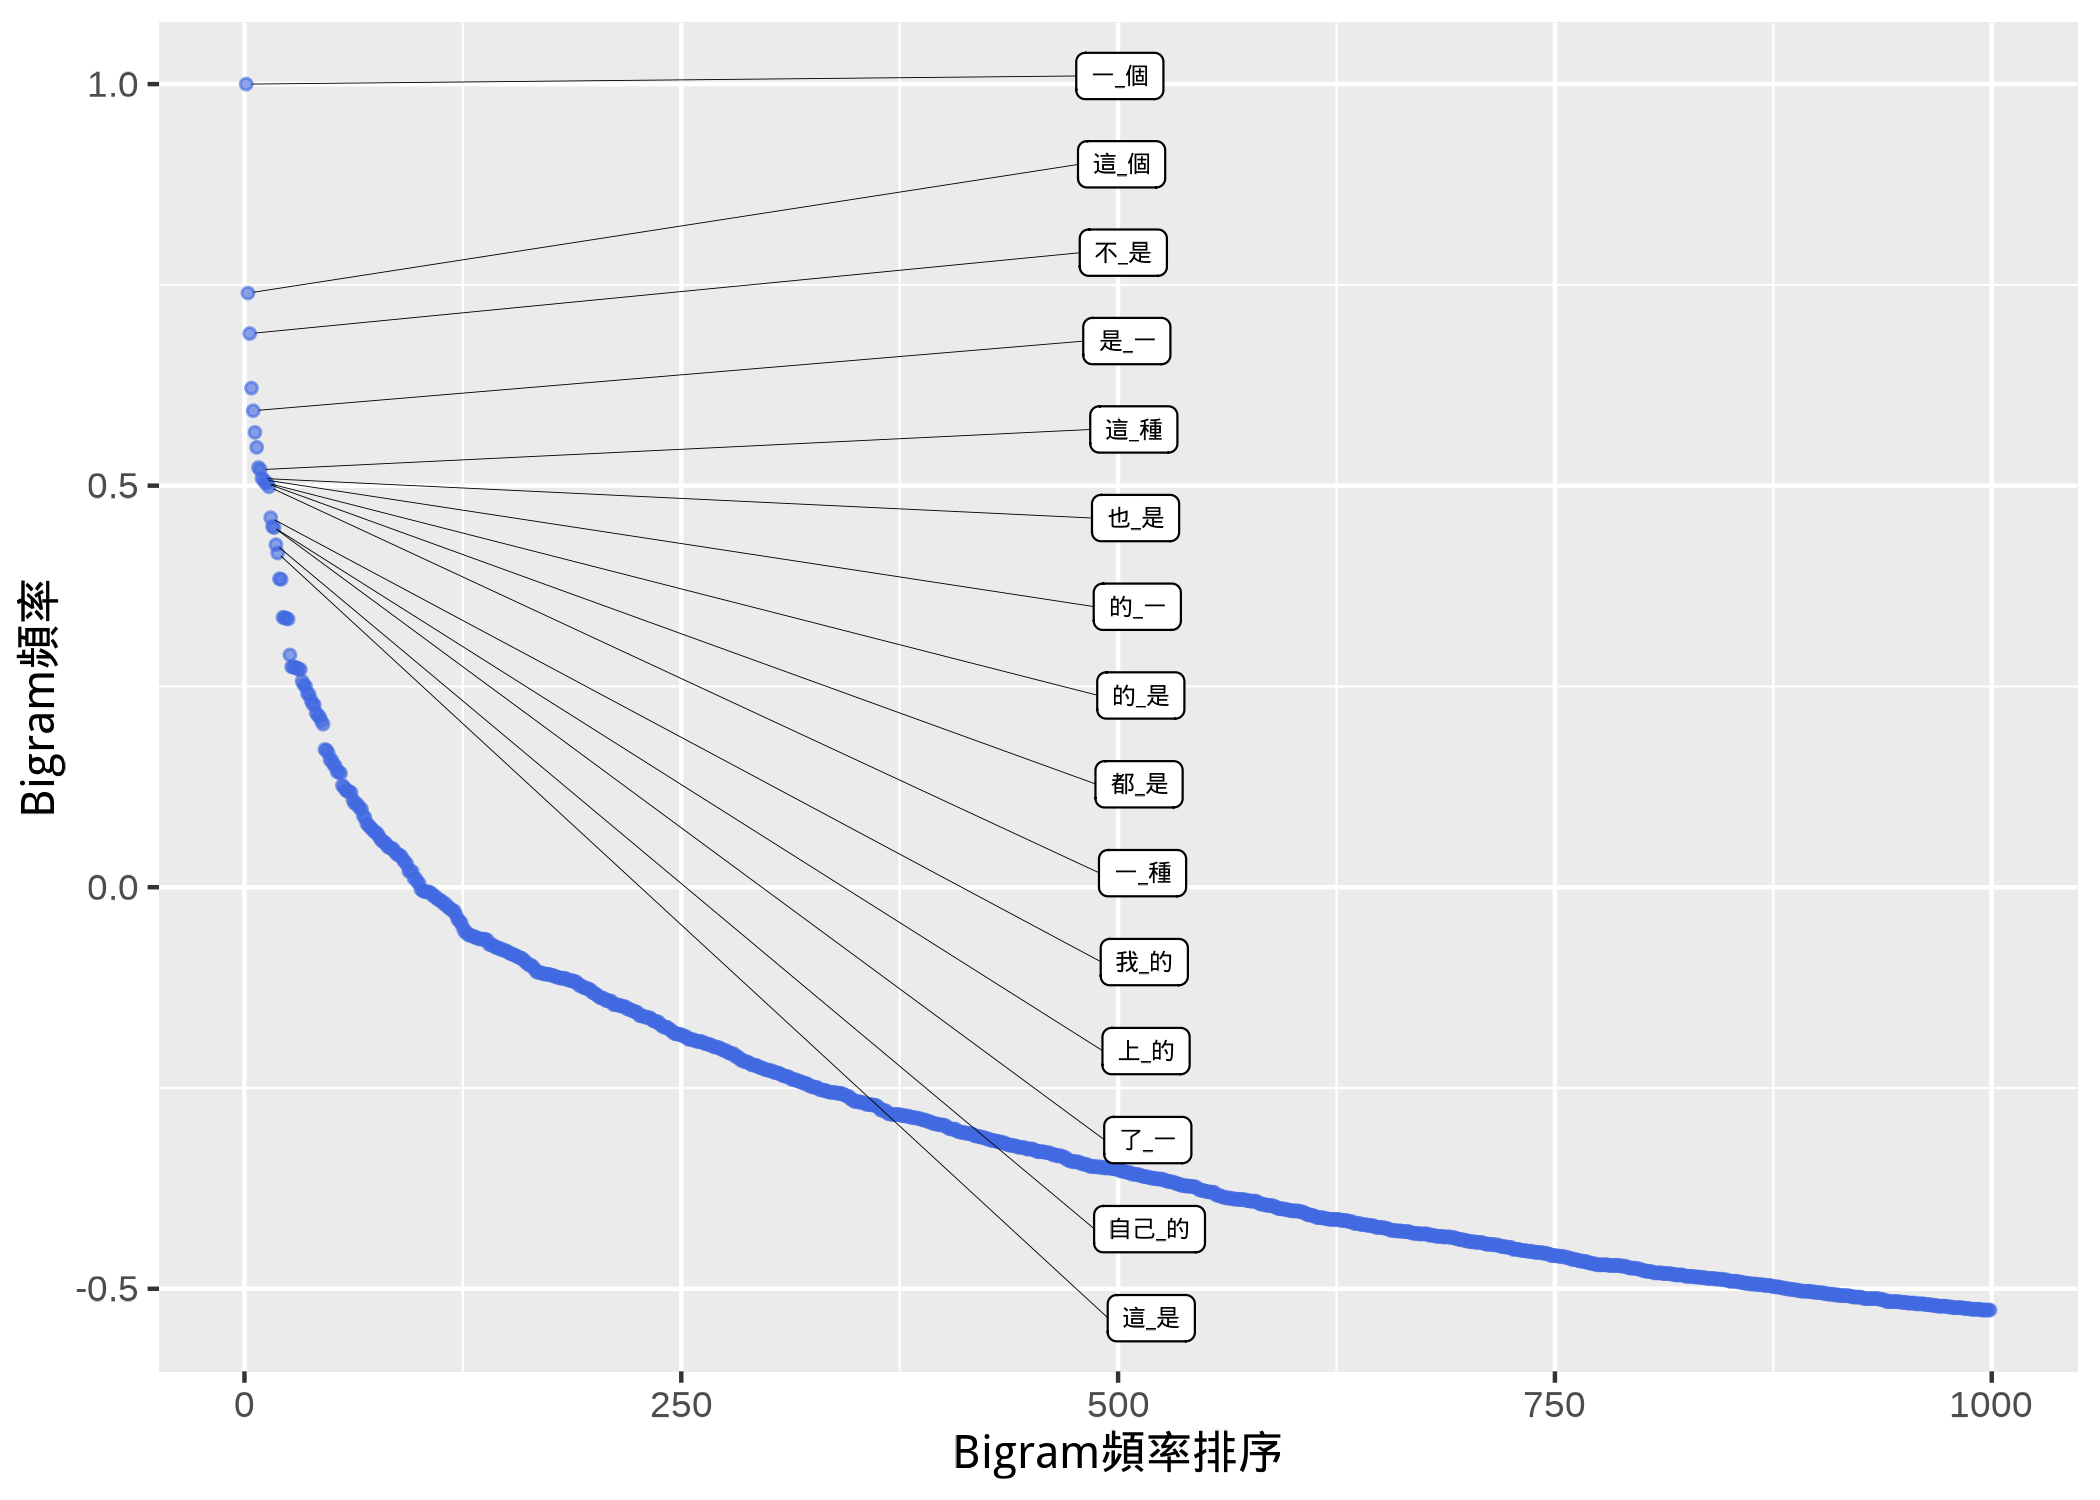 1.0
0.5
0.0
-0.5
Bigram頻率
一_個
這_個
不_是
是_一
這_種
也_是
的_一
的_是
都_是
一_種
我_的
上_的
了_一
自己_的
這_是
0
250
500
750
1000
Bigram頻率排序